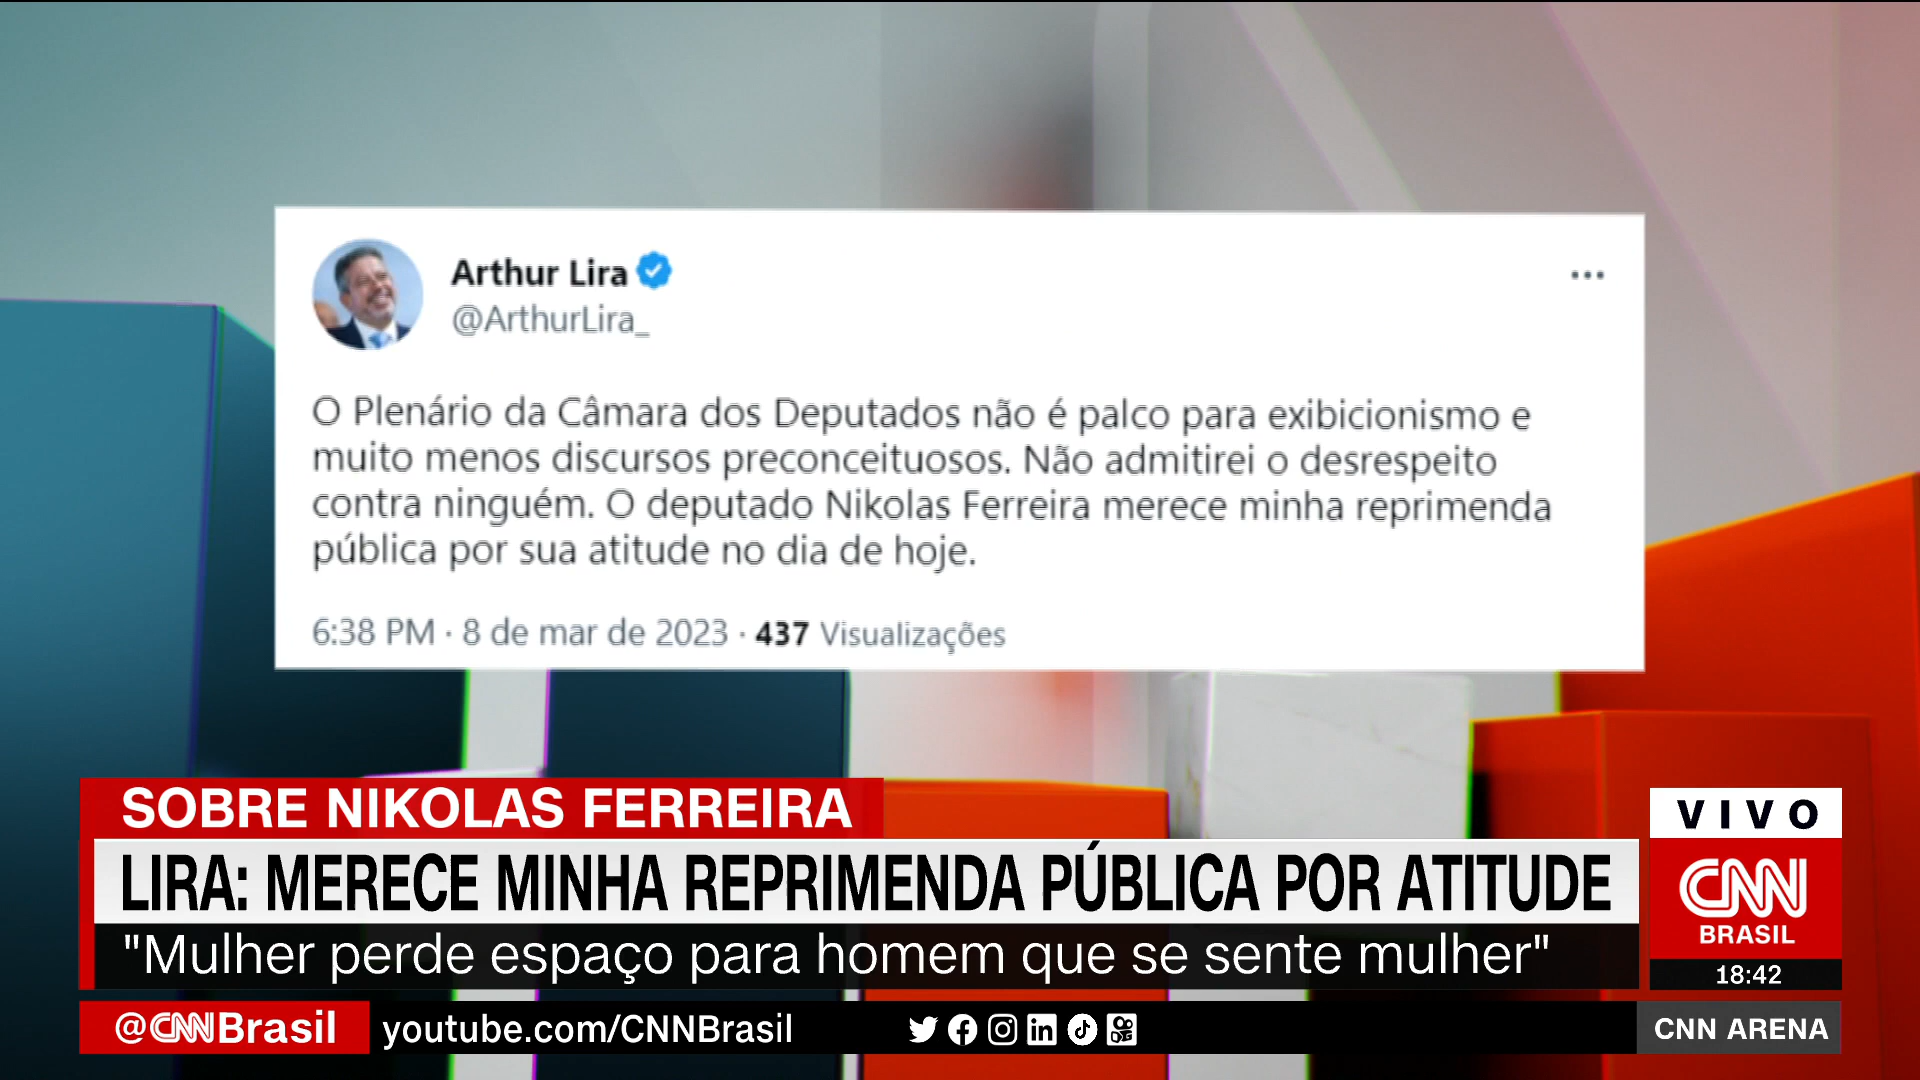 Arthur Lira
@ArthurLira_
O Plenário da Câmara dos Deputados não é palco para exibicionismo e
muito menos discursos preconceituosos. Não admitirei o desrespeito
contra ninguém. O deputado Nikolas Ferreira merece minha reprimenda
pública por sua atitude no dia de hoje.
6:38 PM · 8 de mar de 2023 · 437 Visualizações
SOBRE NIKOLAS FERREIRA
LIRA: MERECE MINHA REPRIMENDA PÚBLICA POR ATITUDE
"Mulher perde espaço para homem que se sente mulher"
VIVO
CNN
BRASIL
18:42
@CNNBrasil youtube.com/CNNBrasil
CNN ARENA